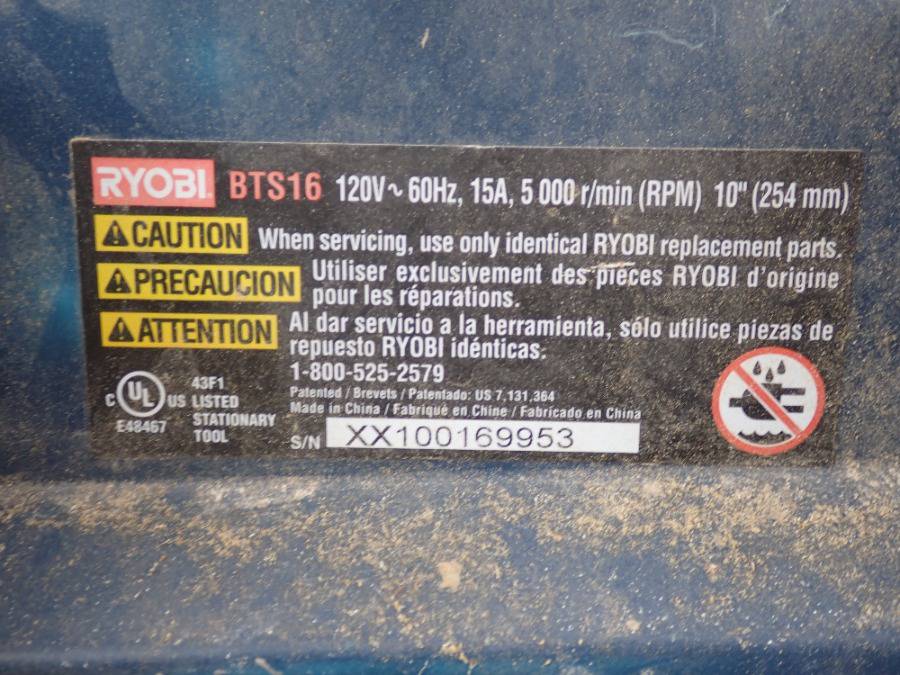 RYOBI BTS16 120V~ 60Hz, 15A, 5 000 r/min (RPM) 10" (254 mm)
CAUTION When servicing, use only identical RYOBI replacement parts.
PRECAUCION Utiliser exclusivement des pièces RYOBI d'origine
pour les réparations.
ATTENTION Al dar servicio a la herramienta, sólo utilice piezas de
repuesto RYOBI idénticas.
1-800-525-2579
Patented / Brevets / Patentado: US 7,131,364
Made in China / Fabriqué en Chine / Fabricado en China
S/N XX100169953
43F1
C UL US LISTED
E48467 STATIONARY
TOOL